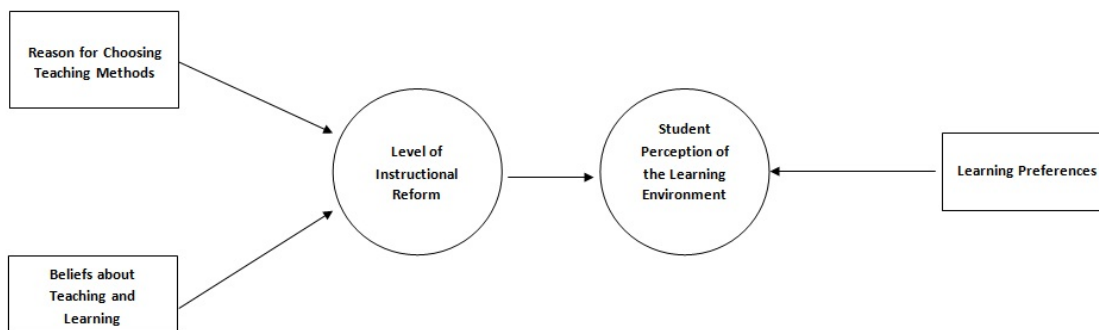 Reason for Choosing
Teaching Methods
Level of
Instructional
Reform
Student
Perception of
the Learning
Environment
Learning Preferences
Beliefs about
Teaching and
Learning